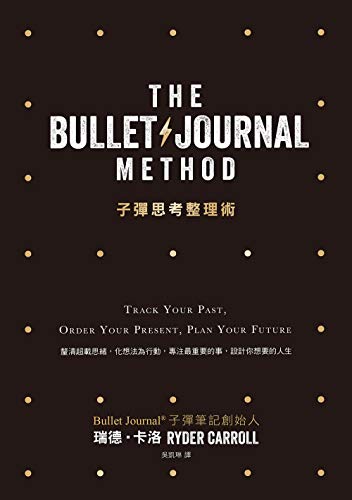 THE
BULLET JOURNAL
METHOD
子彈思考整理術
TRACK YOUR PAST,
ORDER YOUR PRESENT, PLAN YOUR FUTURE
釐清超載思緒，化想法為行動，專注最重要的事，設計你想要的人生
Bullet Journal® 子彈筆記創始人
瑞德‧卡洛 RYDER CARROLL
吳凱琳 譯